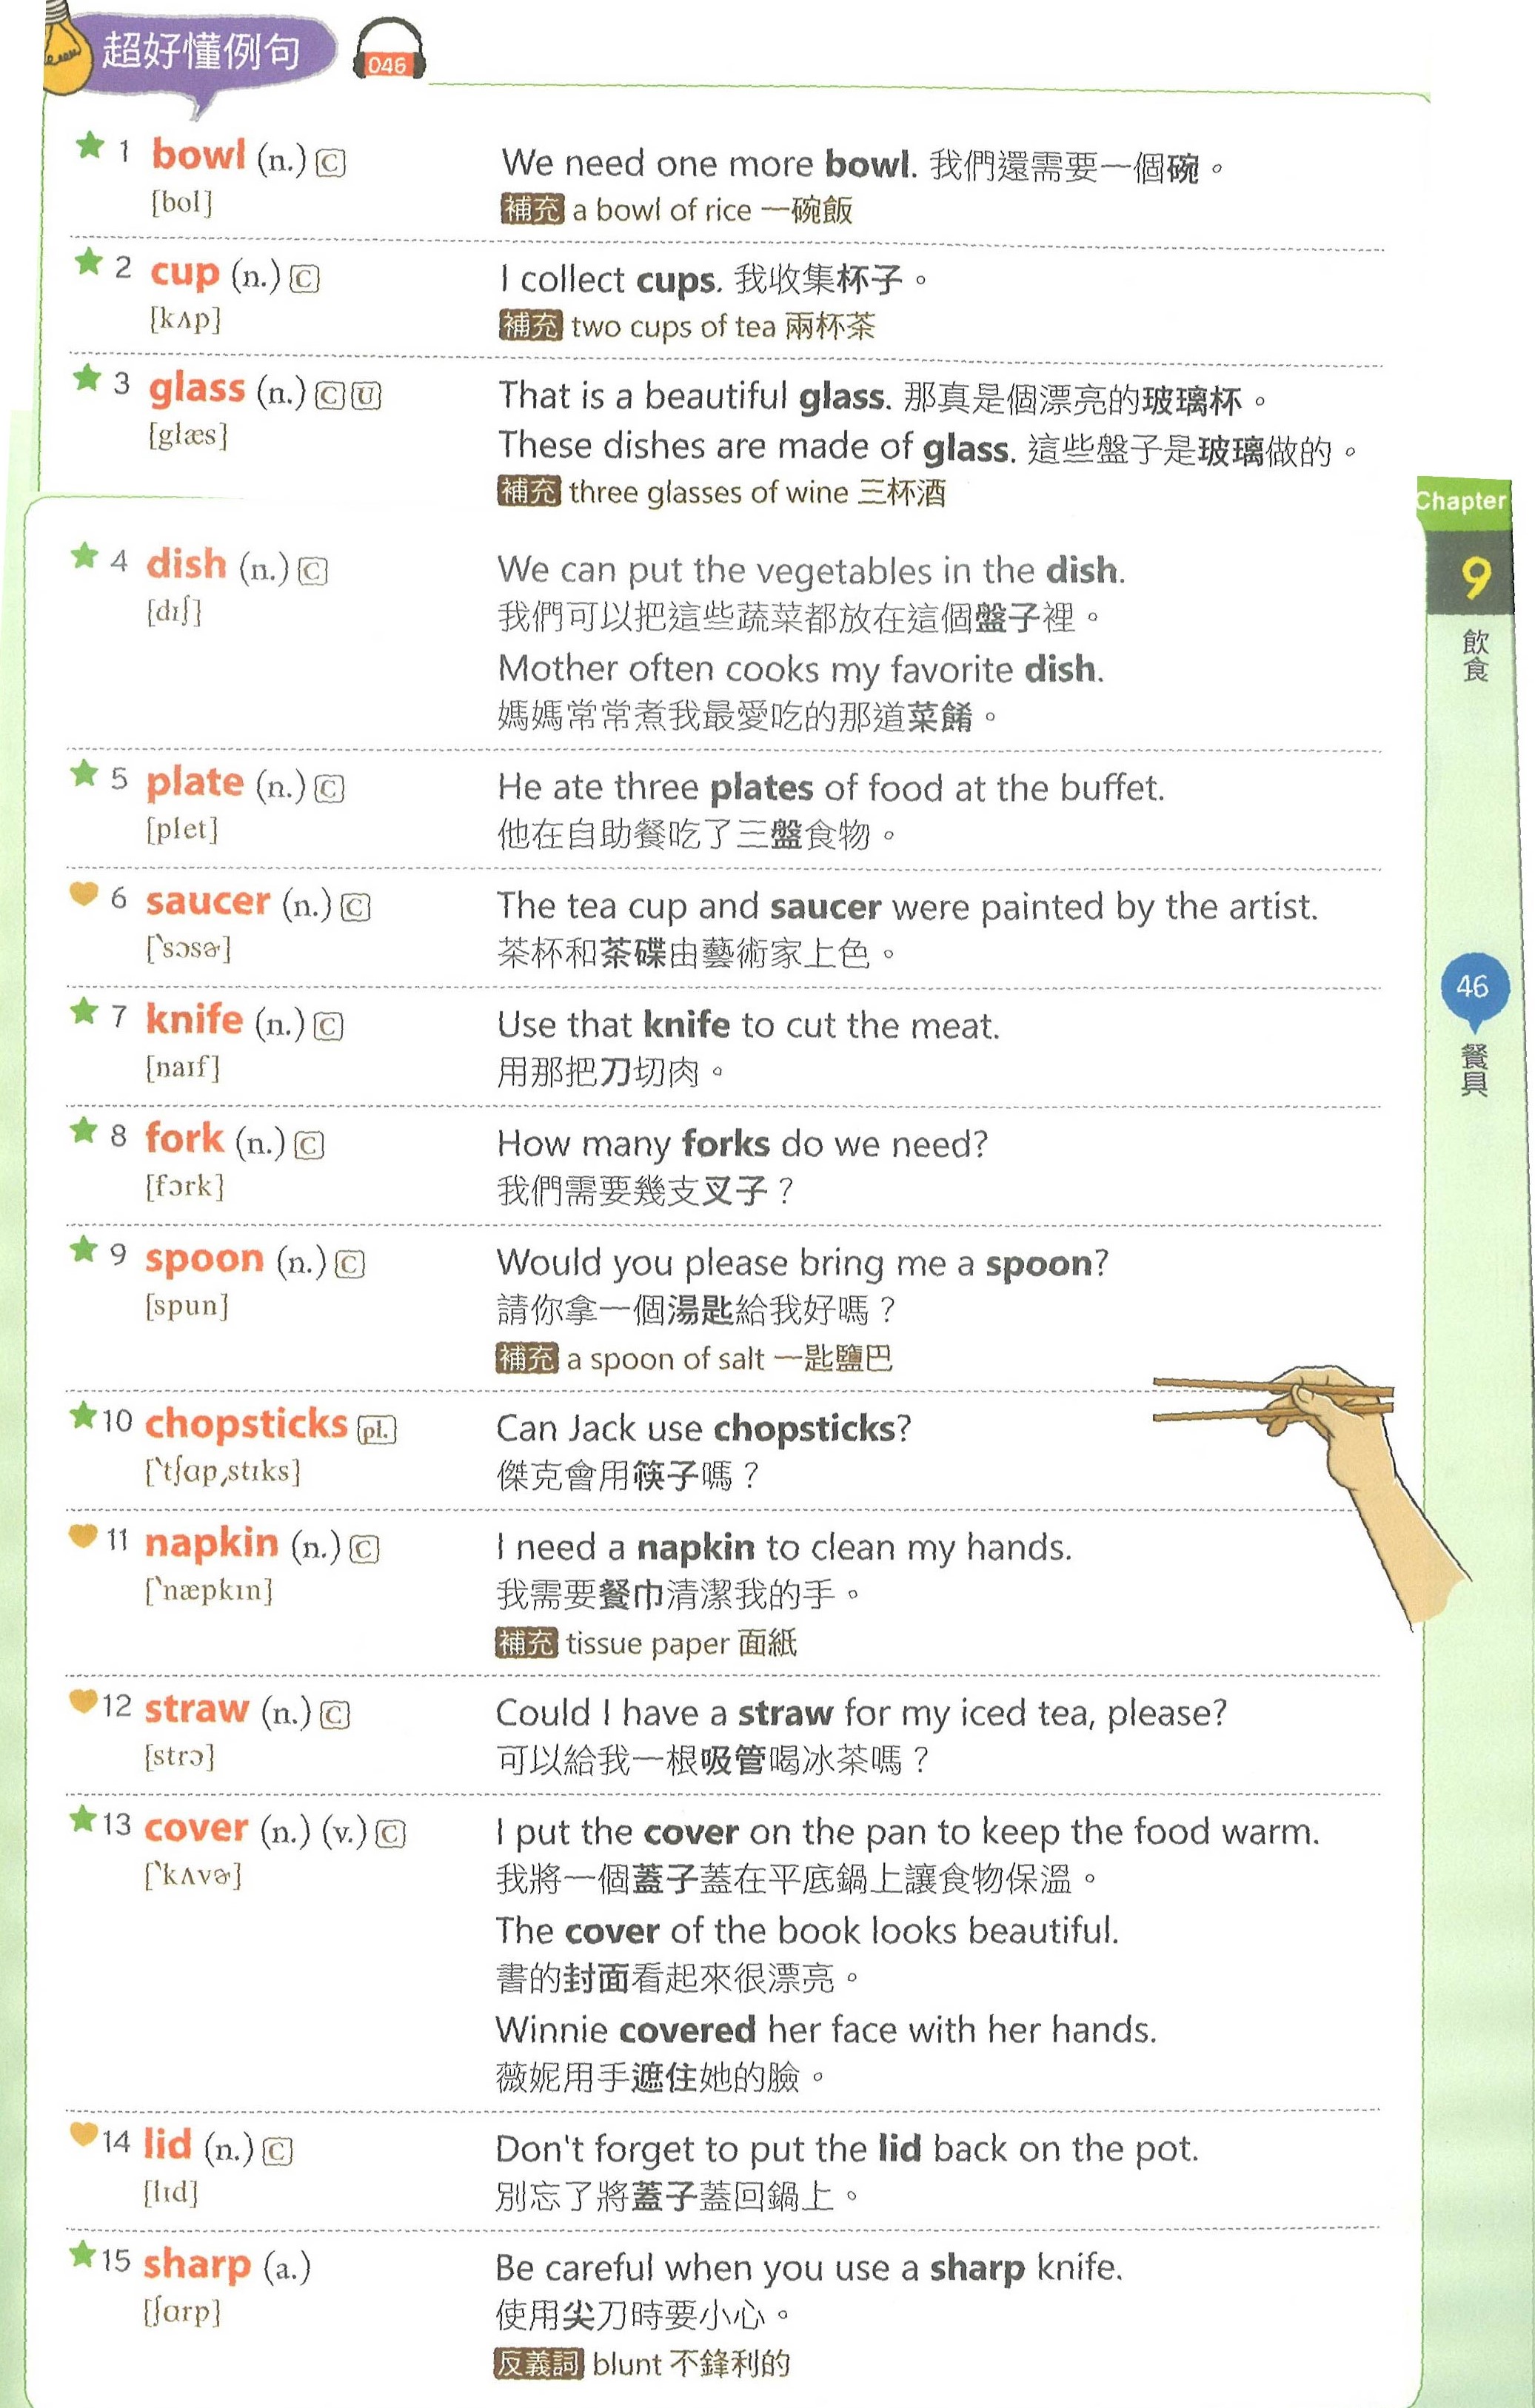 超好懂例句
046
1 bowl (n.) C
We need one more bowl. 我們還需要一個碗。
[bol]
補充 a bowl of rice 一碗飯
2 cup (n.) C
I collect cups. 我收集杯子。
[kʌp]
補充 two cups of tea 兩杯茶
3 glass (n.) C U
That is a beautiful glass. 那真是個漂亮的玻璃杯。
[glæs]
These dishes are made of glass. 這些盤子是玻璃做的。
補充 three glasses of wine 三杯酒
4 dish (n.) C
We can put the vegetables in the dish.
[dɪʃ]
我們可以把這些蔬菜都放在這個盤子裡。
Mother often cooks my favorite dish.
媽媽常常煮我最愛吃的那道菜餚。
5 plate (n.) C
He ate three plates of food at the buffet.
[plet]
他在自助餐吃了三盤食物。
6 saucer (n.) C
The tea cup and saucer were painted by the artist.
[ˋsɔsɚ]
茶杯和茶碟由藝術家上色。
7 knife (n.) C
Use that knife to cut the meat.
[naɪf]
用那把刀切肉。
8 fork (n.) C
How many forks do we need?
[fɔrk]
我們需要幾支叉子？
9 spoon (n.) C
Would you please bring me a spoon?
[spun]
請你拿一個湯匙給我好嗎？
補充 a spoon of salt 一匙鹽巴
10 chopsticks pl.
Can Jack use chopsticks?
[ˋtʃɑp͵stɪks]
傑克會用筷子嗎？
11 napkin (n.) C
I need a napkin to clean my hands.
[ˋnæpkɪn]
我需要餐巾清潔我的手。
補充 tissue paper 面紙
12 straw (n.) C
Could I have a straw for my iced tea, please?
[strɔ]
可以給我一根吸管喝冰茶嗎？
13 cover (n.) (v.) C
I put the cover on the pan to keep the food warm.
[ˋkʌvɚ]
我將一個蓋子蓋在平底鍋上讓食物保溫。
The cover of the book looks beautiful.
書的封面看起來很漂亮。
Winnie covered her face with her hands.
薇妮用手遮住她的臉。
14 lid (n.) C
Don't forget to put the lid back on the pot.
[lɪd]
別忘了將蓋子蓋回鍋上。
15 sharp (a.)
Be careful when you use a sharp knife.
[ʃɑrp]
使用尖刀時要小心。
反義詞 blunt 不鋒利的
Chapter
9
飲食
46
餐具